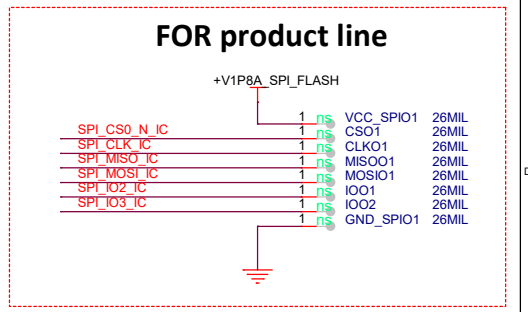 FOR product line
+V1P8A_SPI_FLASH
1 ns VCC_SPIO1 26MIL
SPI_CS0_N_IC 1 ns CSO1 26MIL
SPI_CLK_IC 1 ns CLKO1 26MIL
SPI_MISO_IC 1 ns MISOO1 26MIL
SPI_MOSI_IC 1 ns MOSIO1 26MIL
SPI_IO2_IC 1 ns IOO1 26MIL
SPI_IO3_IC 1 ns IOO2 26MIL
1 ns GND_SPIO1 26MIL